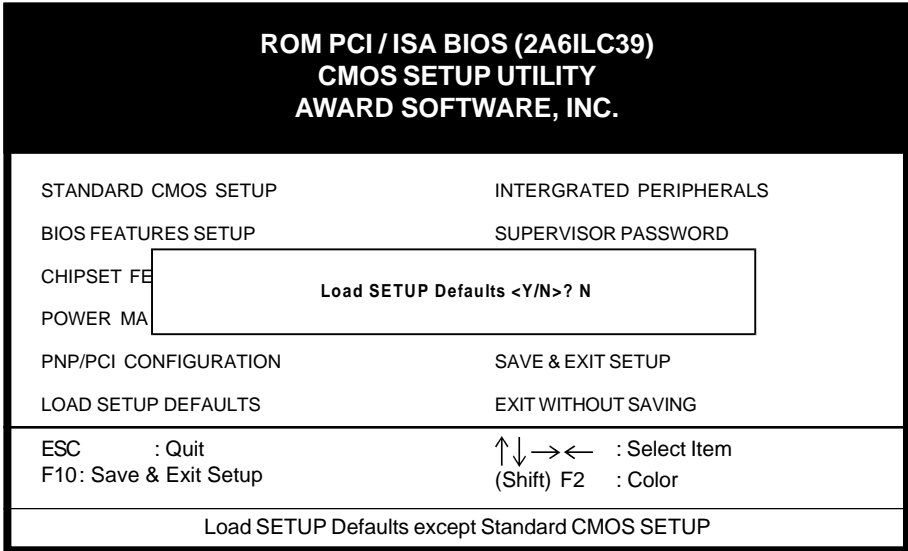 ROM PCI / ISA BIOS (2A6ILC39)
CMOS SETUP UTILITY
AWARD SOFTWARE, INC.
STANDARD CMOS SETUP
INTERGRATED PERIPHERALS
BIOS FEATURES SETUP
SUPERVISOR PASSWORD
CHIPSET FE
Load SETUP Defaults <Y/N>? N
POWER MA
PNP/PCI CONFIGURATION
SAVE & EXIT SETUP
LOAD SETUP DEFAULTS
EXIT WITHOUT SAVING
ESC : Quit
↑↓→← : Select Item
F10: Save & Exit Setup
(Shift) F2 : Color
Load SETUP Defaults except Standard CMOS SETUP